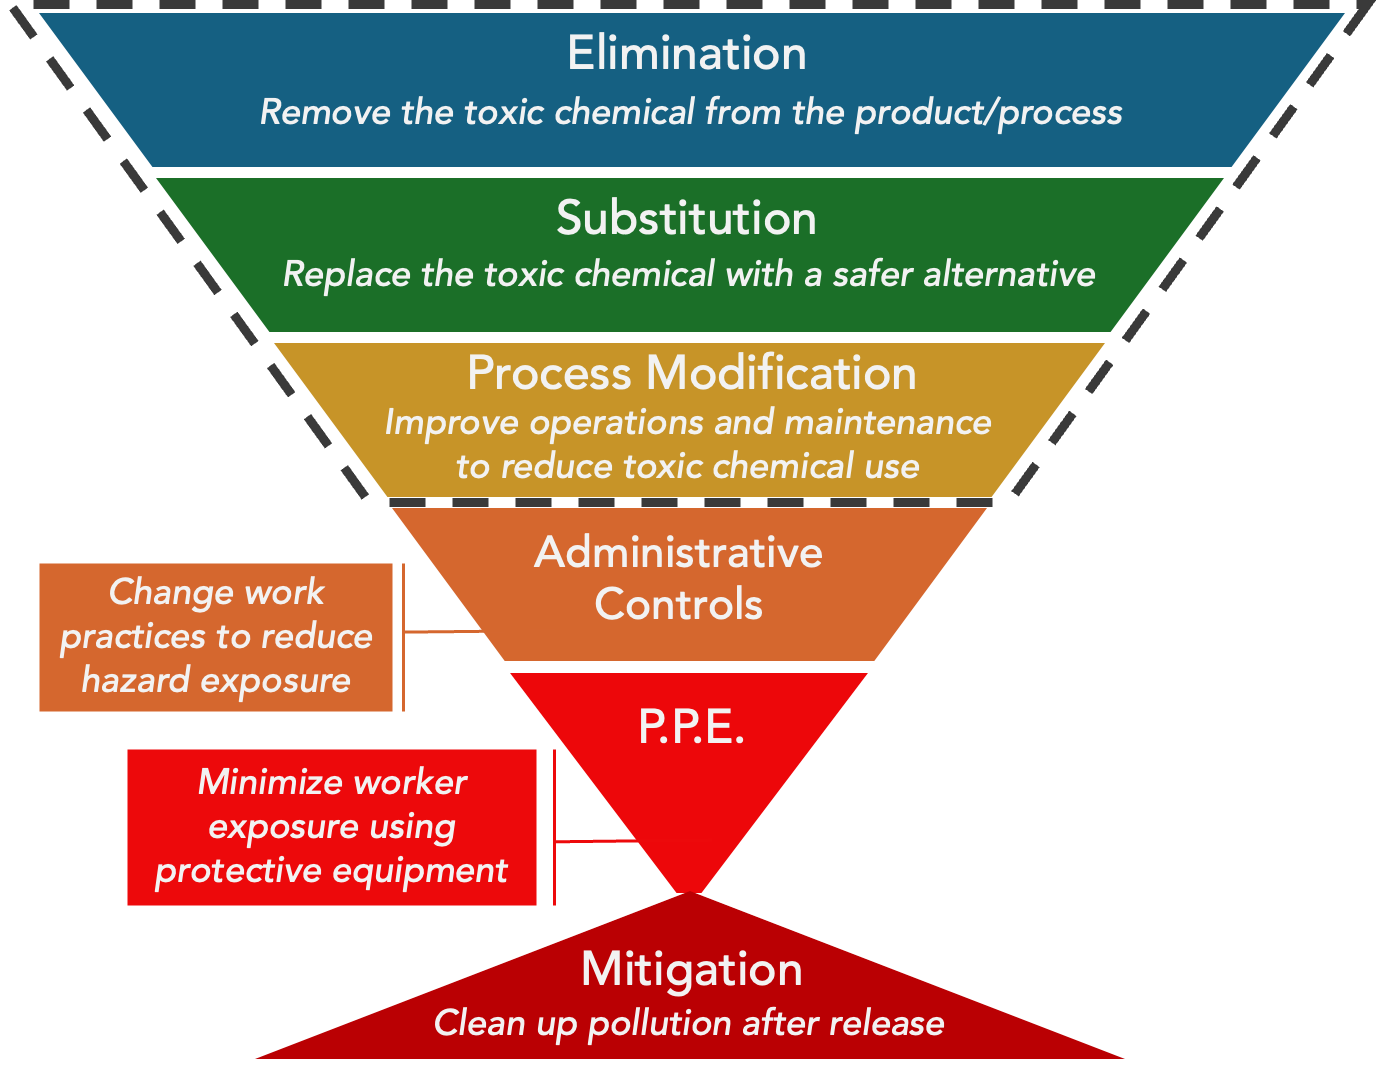 Elimination
Remove the toxic chemical from the product/process
Substitution
Replace the toxic chemical with a safer alternative
Process Modification
Improve operations and maintenance
to reduce toxic chemical use
Administrative
Controls
Change work
practices to reduce
hazard exposure
P.P.E.
Minimize worker
exposure using
protective equipment
Mitigation
Clean up pollution after release